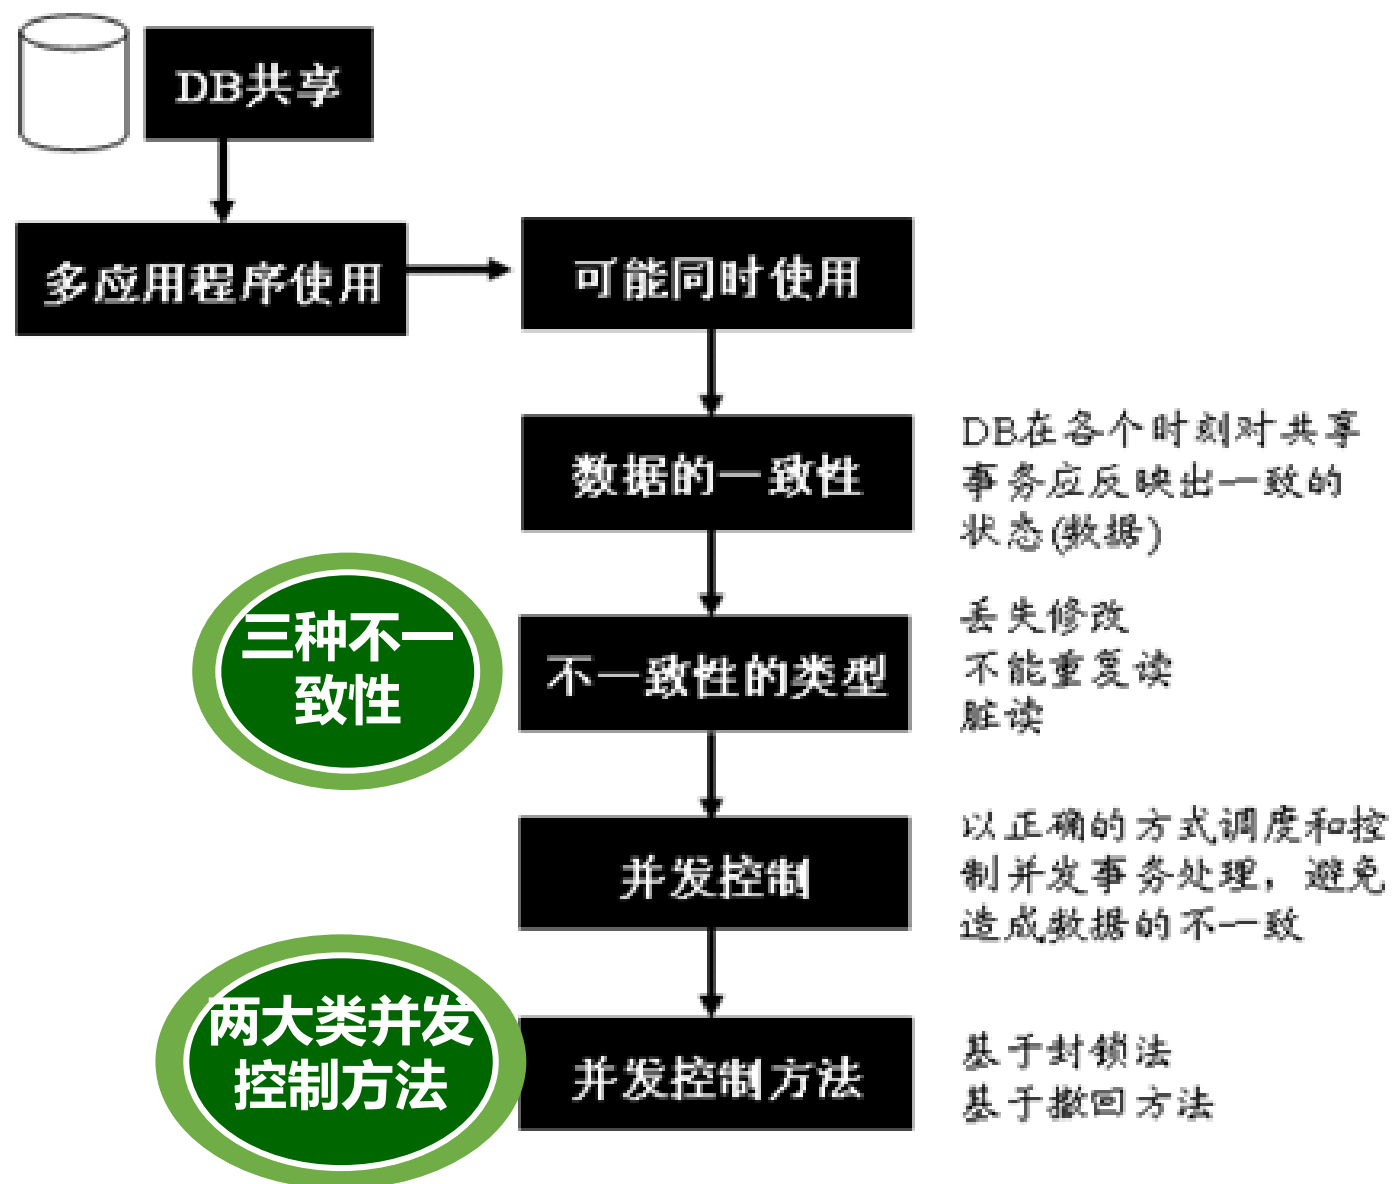 DB共享
多应用程序使用
可能同时使用
数据的一致性
DB在各个时刻对共享
事务应反映出一致的
状态(数据)
三种不一
致性
不一致性的类型
丢失修改
不能重复读
脏读
并发控制
以正确的方式调度和控
制并发事务处理，避免
造成数据的不一致
两大类并发
控制方法
并发控制方法
基于封锁法
基于撤回方法